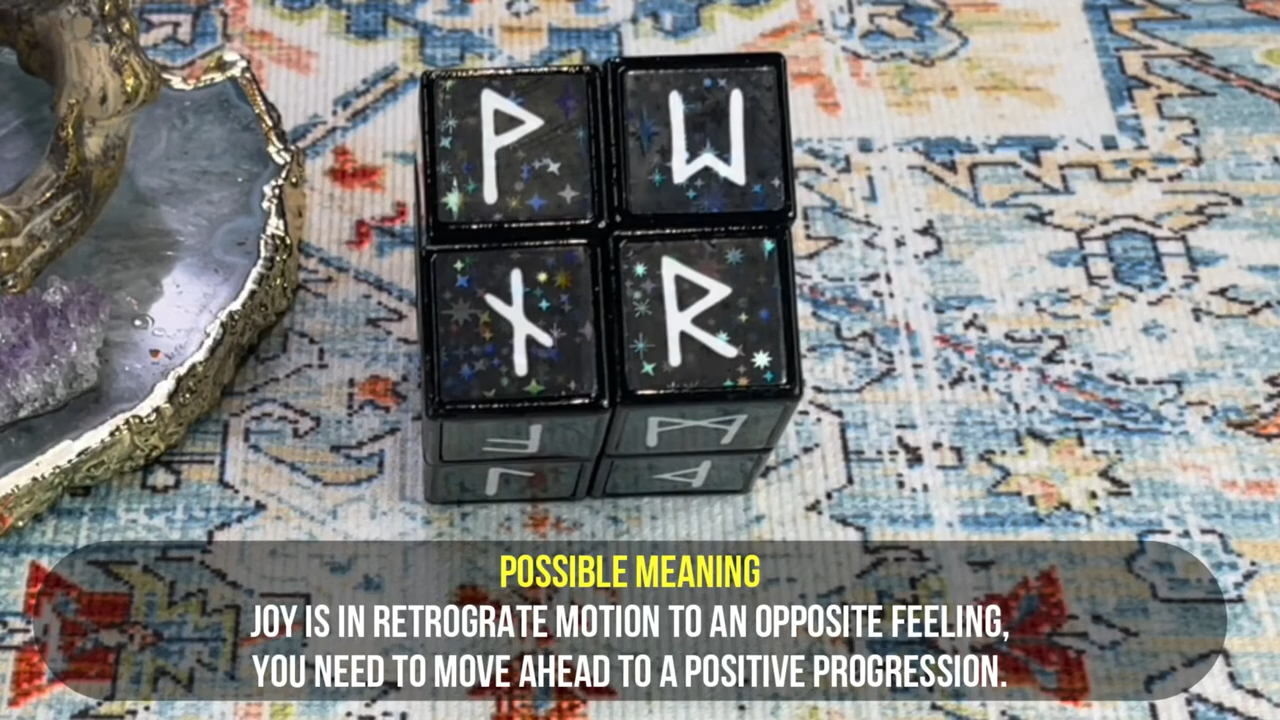 ᚹ ᛖ
ᚾ ᚱ
POSSIBLE MEANING
JOY IS IN RETROGRATE MOTION TO AN OPPOSITE FEELING,
YOU NEED TO MOVE AHEAD TO A POSITIVE PROGRESSION.